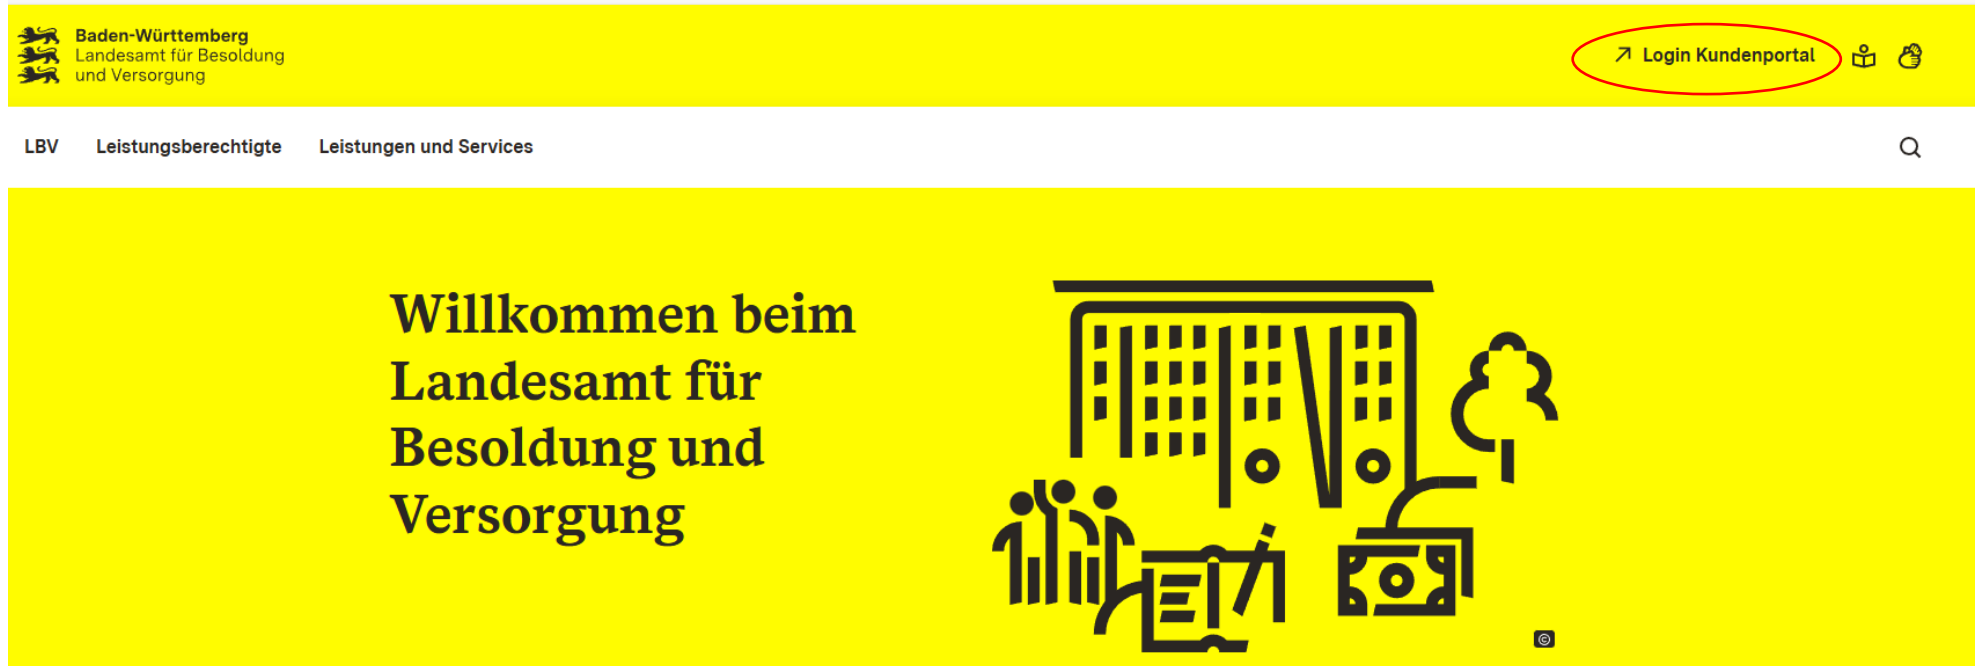 Baden-Württemberg
Landesamt für Besoldung
und Versorgung
Login Kundenportal
LBV Leistungsberechtigte Leistungen und Services
Willkommen beim
Landesamt für
Besoldung und
Versorgung
©